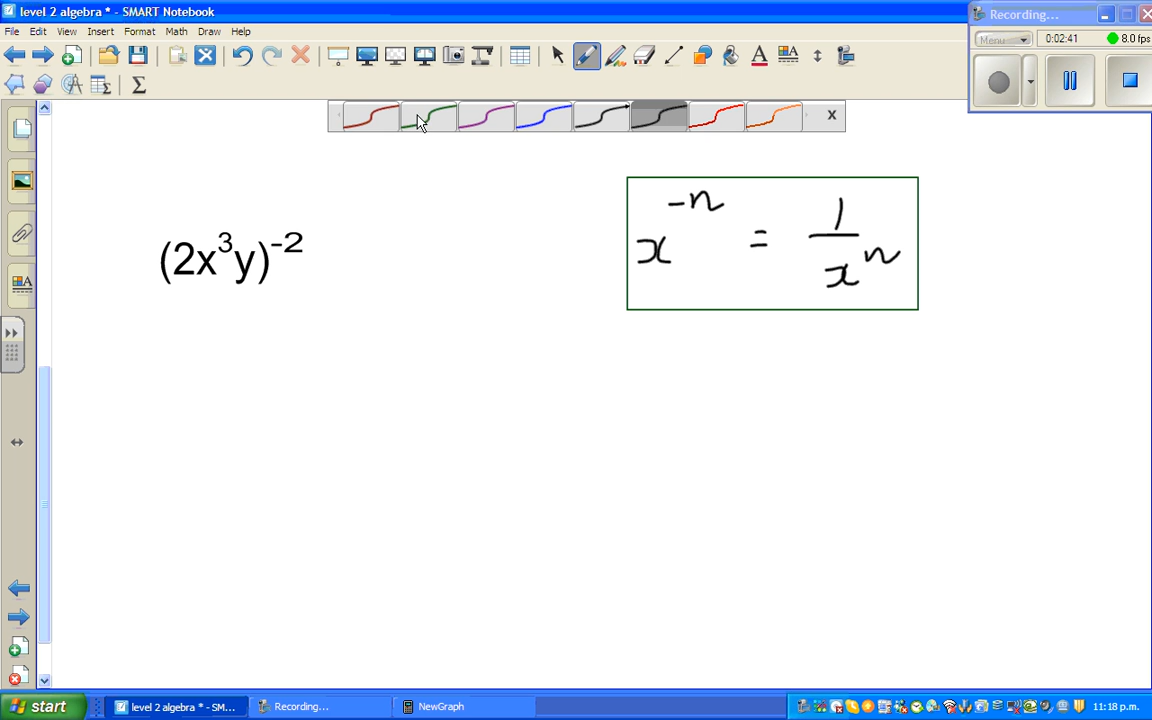 level 2 algebra * - SMART Notebook
File Edit View Insert Format Math Draw Help
Recording...
Menu 0:02:41 8.0 fps
x
(2x³y)⁻²
x⁻ⁿ = 1/xⁿ
start level 2 algebra * - SM... Recording... NewGraph 11:18 p.m.